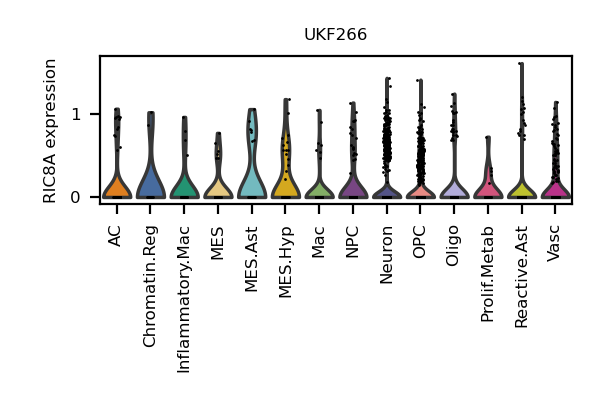 UKF266
RIC8A expression
1
0
AC
Chromatin.Reg
Inflammatory.Mac
MES
MES.Ast
MES.Hyp
Mac
NPC
Neuron
OPC
Oligo
Prolif.Metab
Reactive.Ast
Vasc